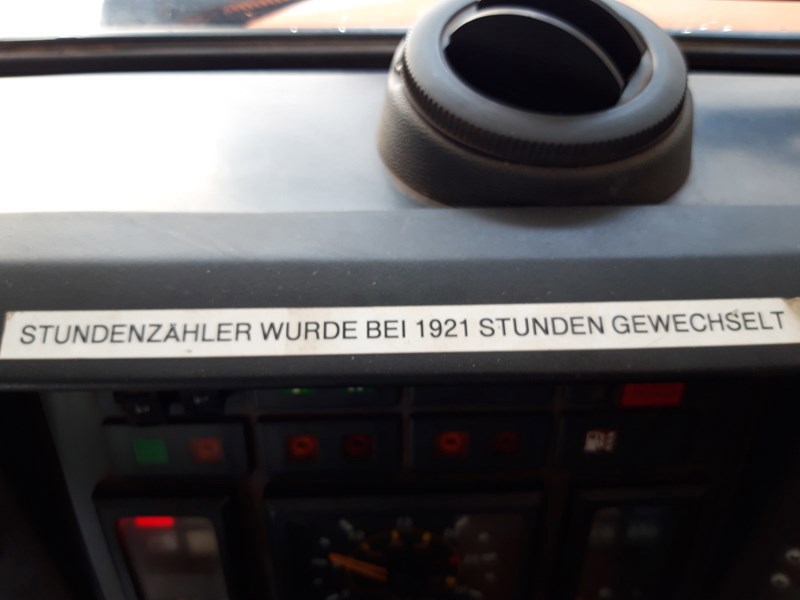 STUNDENZÄHLER WURDE BEI 1921 STUNDEN GEWECHSELT